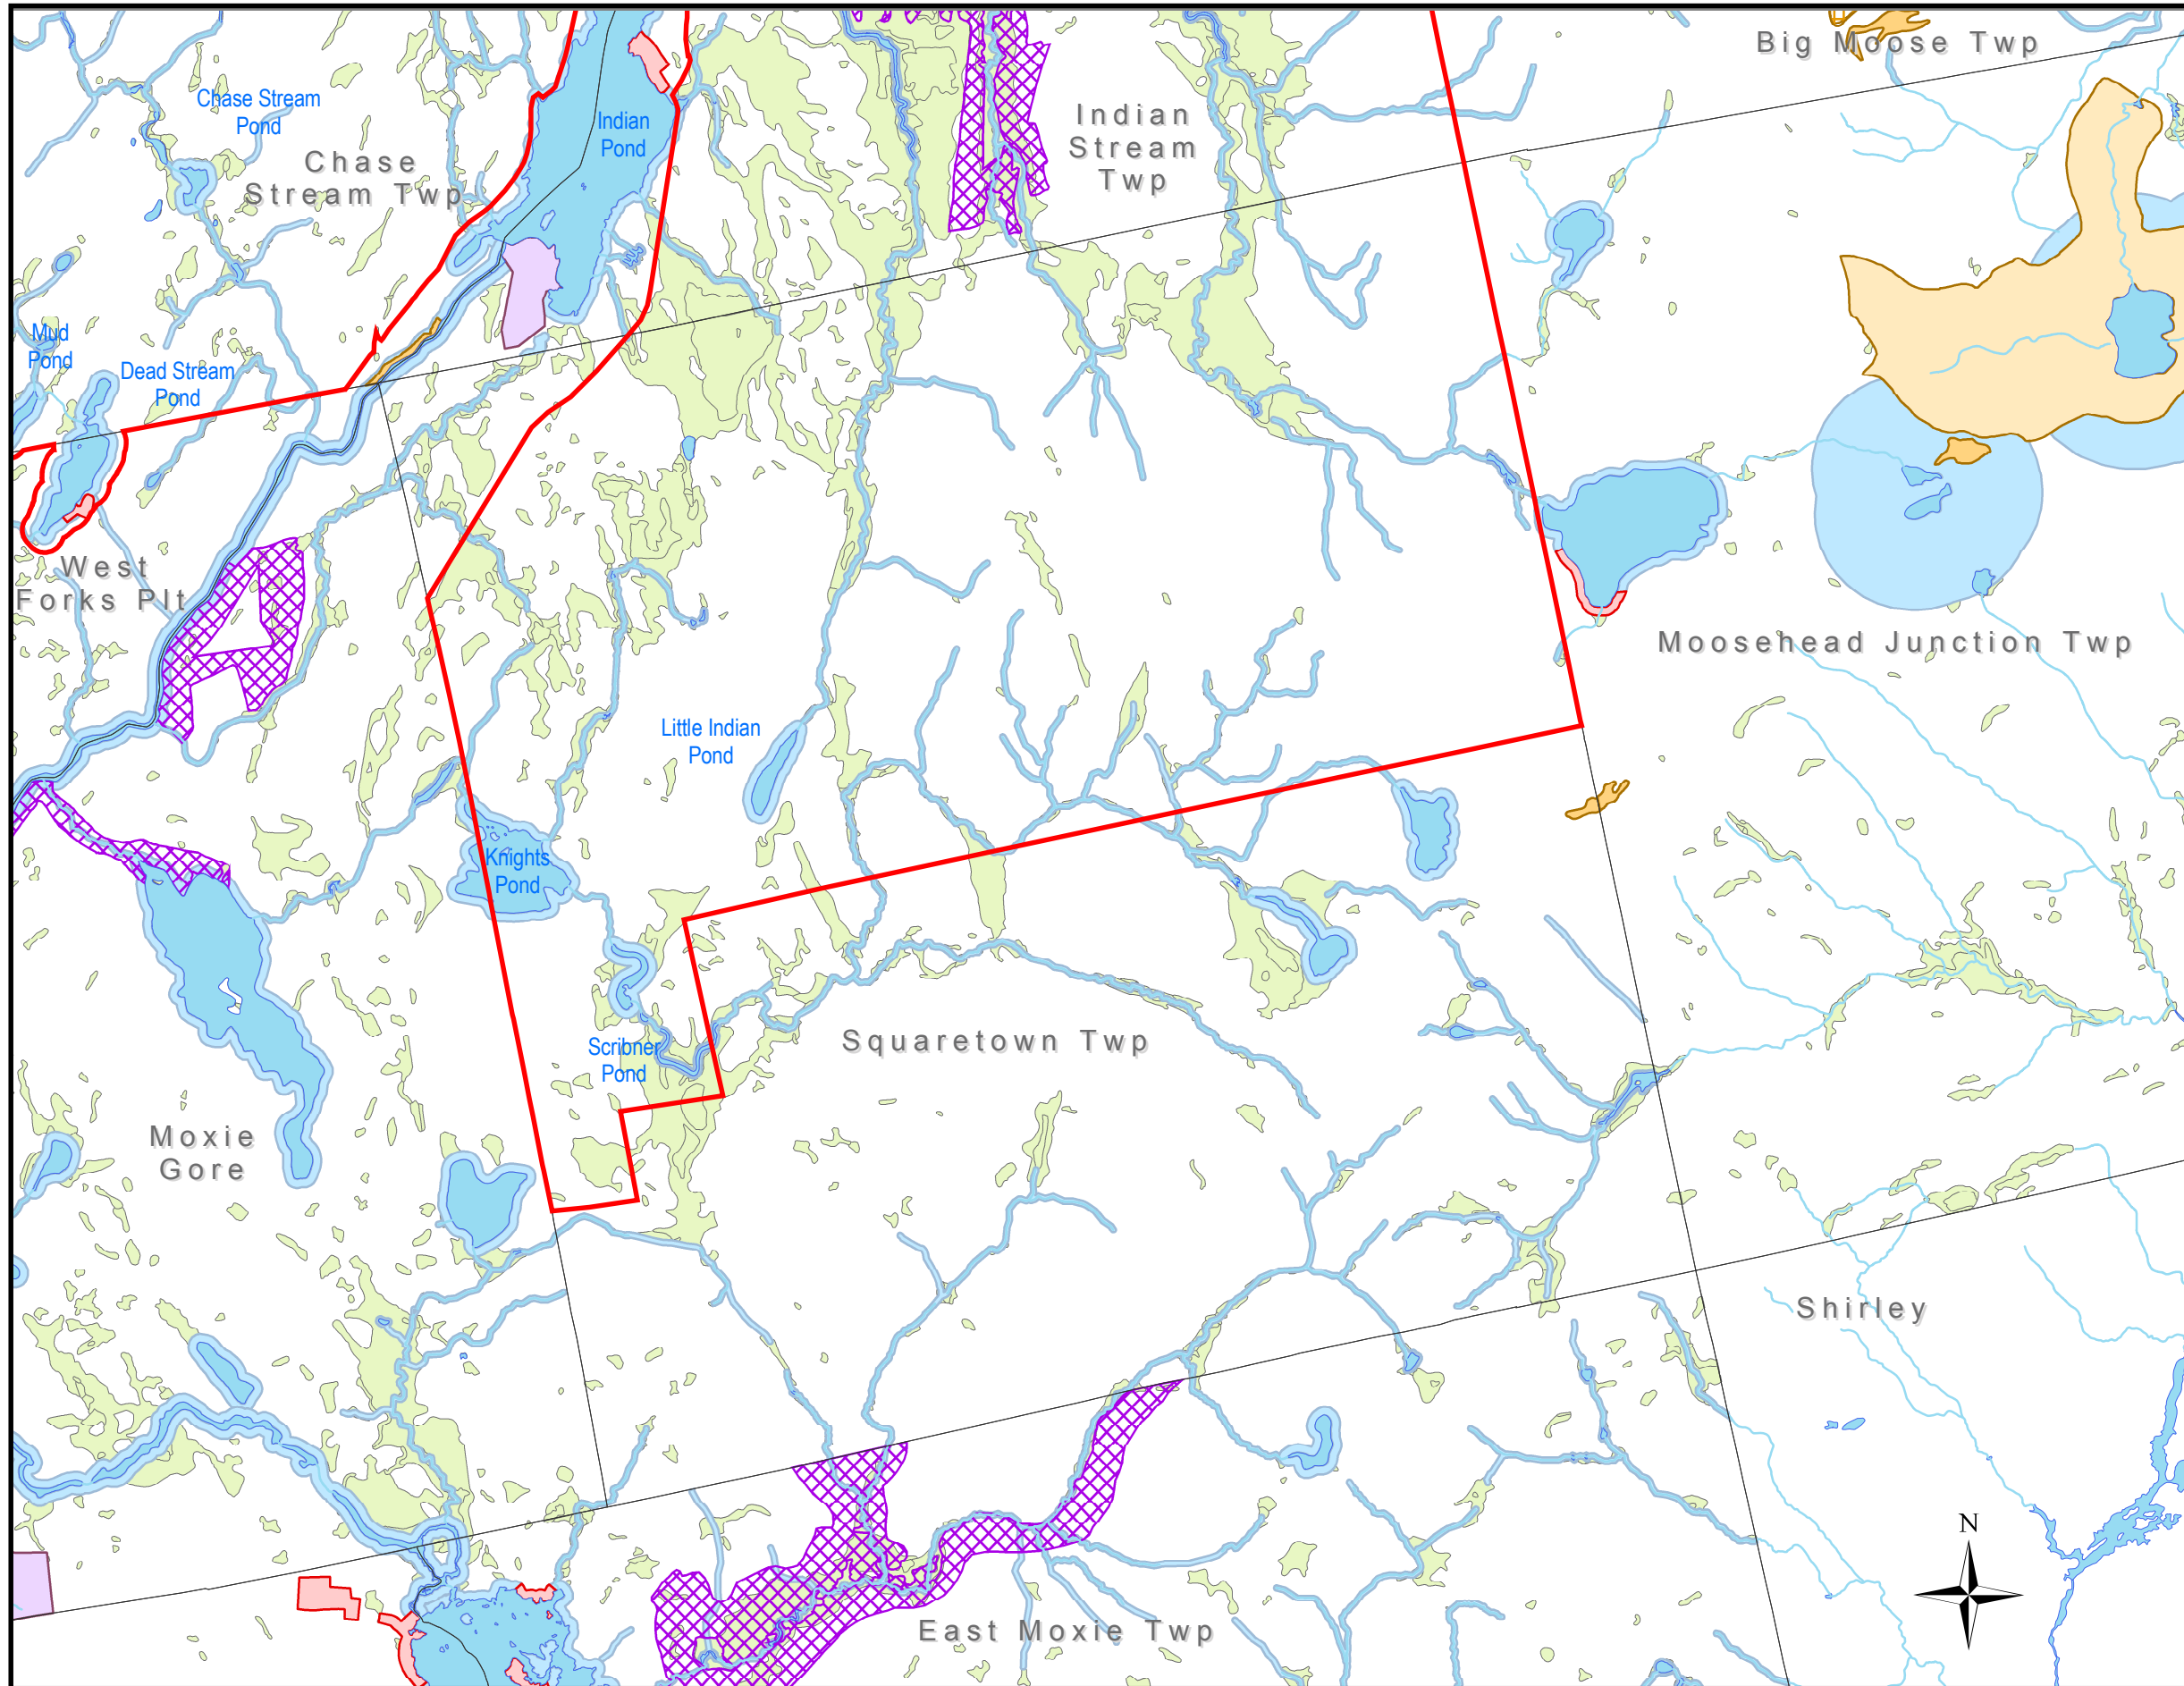 Big Moose Twp
Chase Stream
Pond
Indian
Pond
Indian
Stream
Twp
Chase
Stream Twp
Mud
Pond
Dead Stream
Pond
West
Forks Plt
Moosehead Junction Twp
Little Indian
Pond
Knights
Pond
Scribner
Pond
Squaretown Twp
Moxie
Gore
Shirley
N
East Moxie Twp